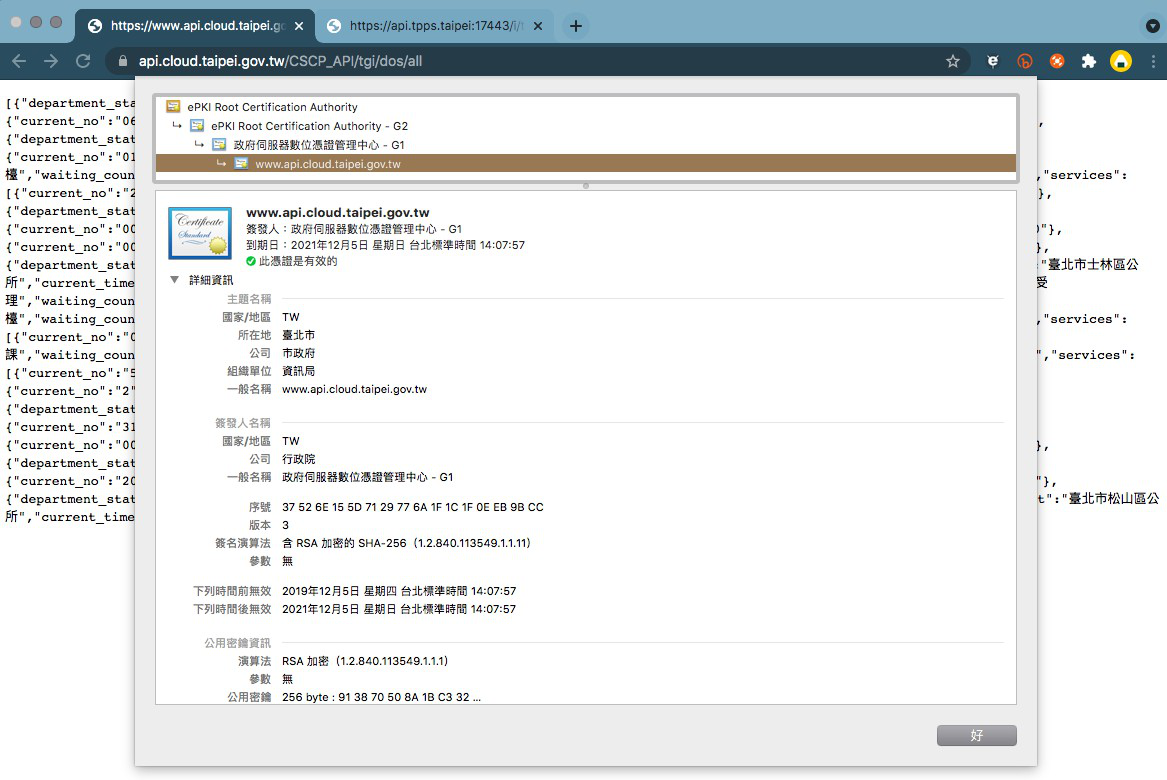 https://www.api.cloud.taipei.go
https://api.tpps.taipei:17443/i/t
api.cloud.taipei.gov.tw/CSCP_API/tgi/dos/all
ePKI Root Certification Authority
ePKI Root Certification Authority - G2
政府伺服器數位憑證管理中心 - G1
www.api.cloud.taipei.gov.tw
Certificate
Standard
www.api.cloud.taipei.gov.tw
簽發人：政府伺服器數位憑證管理中心 - G1
到期日：2021年12月5日 星期日 台北標準時間 14:07:57
此憑證是有效的
詳細資訊
主題名稱
國家/地區 TW
所在地 臺北市
公司 市政府
組織單位 資訊局
一般名稱 www.api.cloud.taipei.gov.tw
簽發人名稱
國家/地區 TW
公司 行政院
一般名稱 政府伺服器數位憑證管理中心 - G1
序號 37 52 6E 15 5D 71 29 77 6A 1F 1C 1F 0E EB 9B CC
版本 3
簽名演算法 含 RSA 加密的 SHA-256（1.2.840.113549.1.1.11）
參數 無
下列時間前無效 2019年12月5日 星期四 台北標準時間 14:07:57
下列時間後無效 2021年12月5日 星期日 台北標準時間 14:07:57
公用密鑰資訊
演算法 RSA 加密（1.2.840.113549.1.1.1）
參數 無
公用密鑰 256 byte : 91 38 70 50 8A 1B C3 32 ...
好
[{"department_sta
{"current_no":"06 ,
{"department_stat
{"current_no":"01
檯","waiting_coun ,"services":
[{"current_no":"2 },
{"department_stat
{"current_no":"00 )"},
{"current_no":"00 },
{"department_stat :"臺北市士林區公
所","current_time 受
理","waiting_coun
檯","waiting_coun ,"services":
[{"current_no":"0
課","waiting_coun ","services":
[{"current_no":"5
{"current_no":"2"
{"department_stat
{"current_no":"31
{"current_no":"00 },
{"department_stat
{"current_no":"20 "},
{"department_stat t":"臺北市松山區公
所","current_time